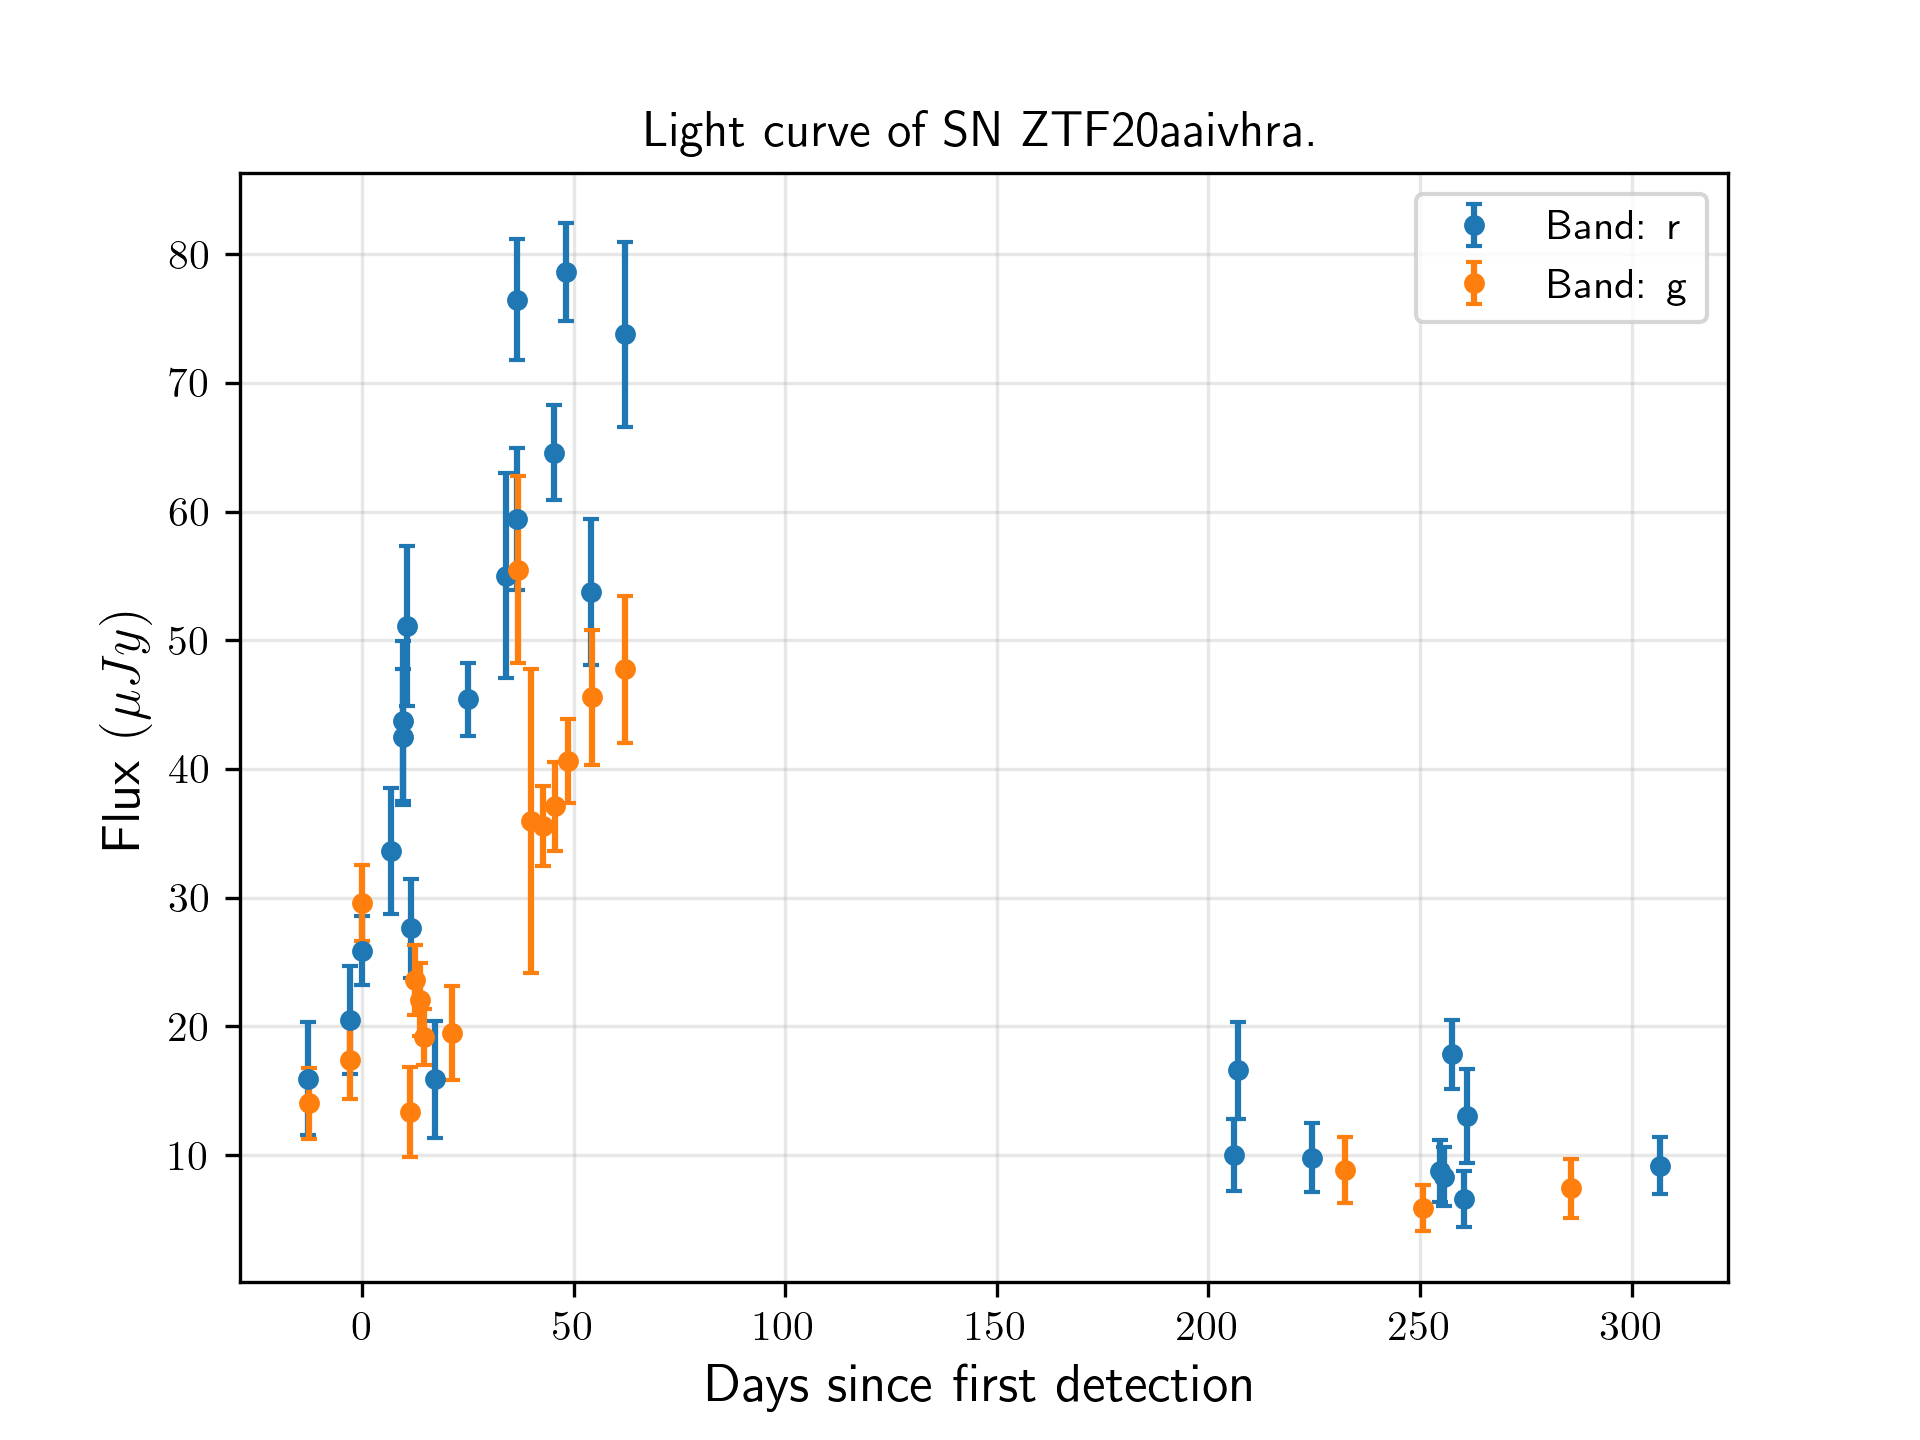 Light curve of SN ZTF20aaivhra.
Band: r
Band: g
80
70
60
50
40
30
20
10
Flux (μJy)
0 50 100 150 200 250 300
Days since first detection